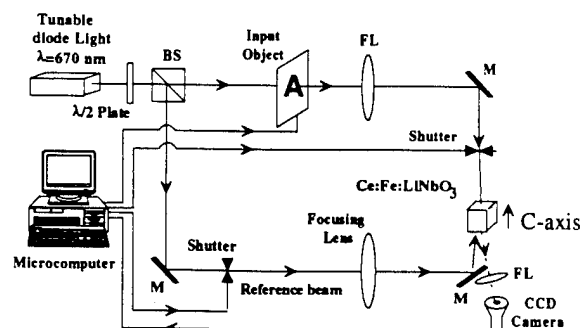 Tunable
diode Light
λ=670 nm
λ/2 Plate
BS
Input
Object
A
FL
M
Shutter
Ce:Fe:LiNbO3
C-axis
Microcomputer
Shutter
M
Reference beam
Focusing
Lens
M
FL
CCD
Camera